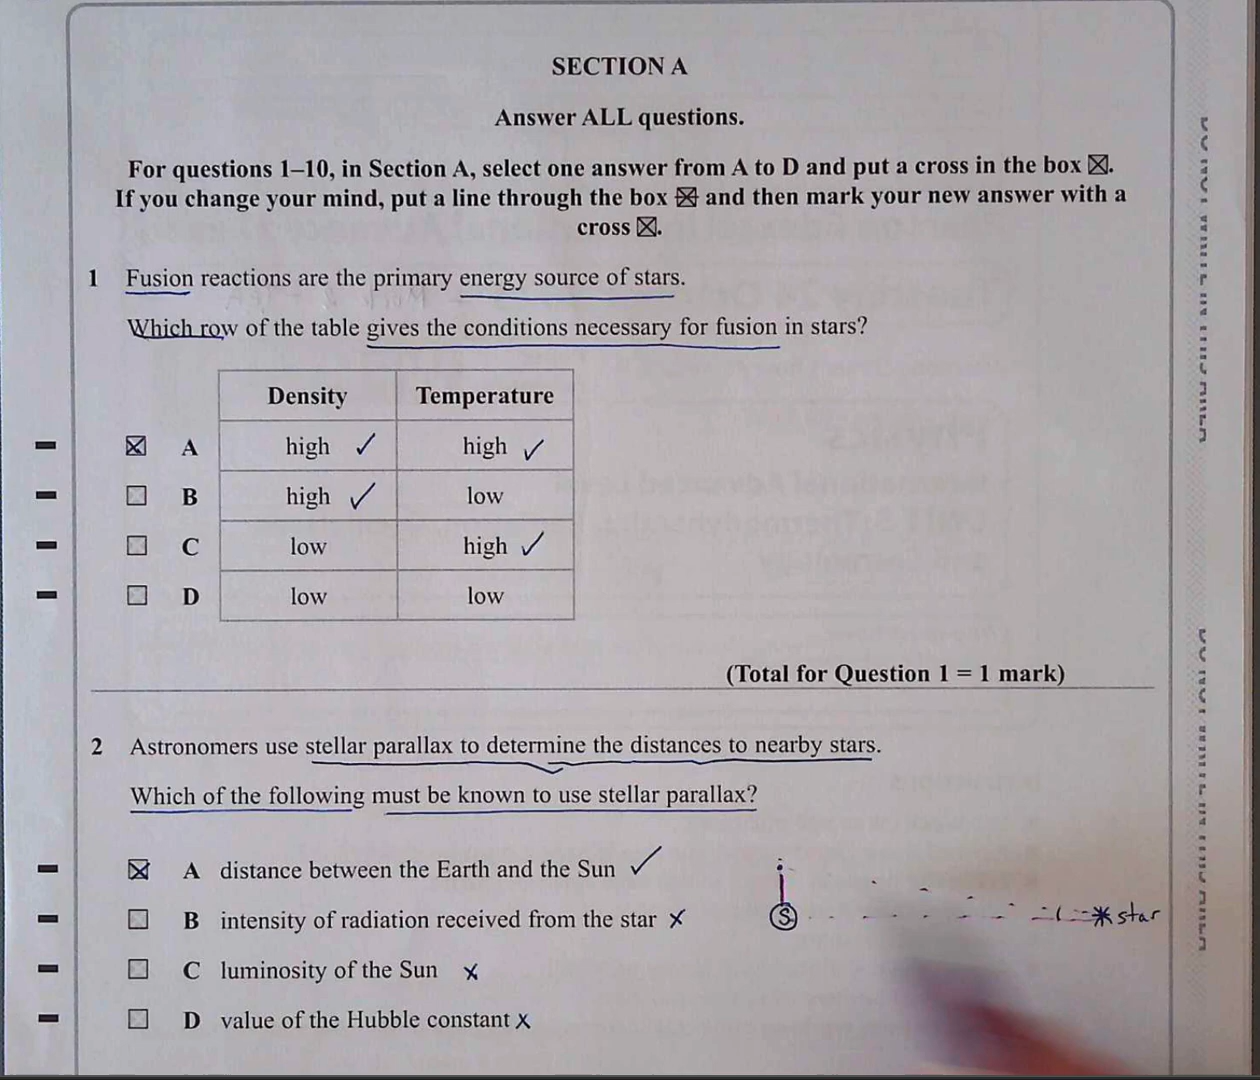 SECTION A
Answer ALL questions.
For questions 1–10, in Section A, select one answer from A to D and put a cross in the box ☒.
If you change your mind, put a line through the box and then mark your new answer with a
cross ☒.
1 Fusion reactions are the primary energy source of stars.
Which row of the table gives the conditions necessary for fusion in stars?
Density Temperature
☒ A high ✓ high ✓
☐ B high ✓ low
☐ C low high ✓
☐ D low low
(Total for Question 1 = 1 mark)
2 Astronomers use stellar parallax to determine the distances to nearby stars.
Which of the following must be known to use stellar parallax?
☒ A distance between the Earth and the Sun ✓
☐ B intensity of radiation received from the star ✗
S * star
☐ C luminosity of the Sun ✗
☐ D value of the Hubble constant ✗